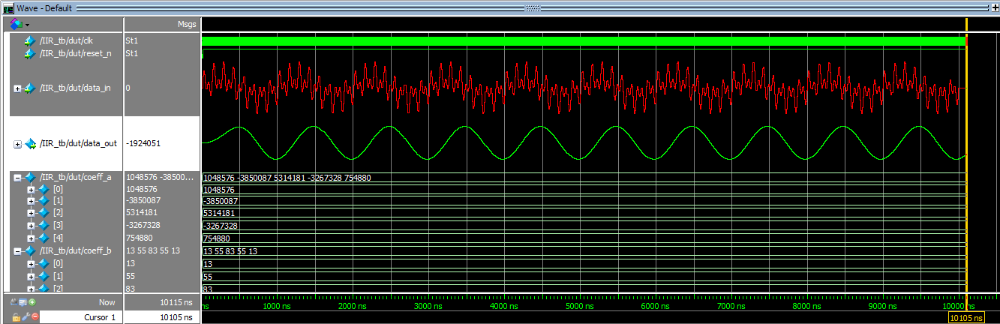 Wave - Default
Msgs
/IIR_tb/dut/clk St1
/IIR_tb/dut/reset_n St1
/IIR_tb/dut/data_in 0
/IIR_tb/dut/data_out -1924051
/IIR_tb/dut/coeff_a 1048576 -38500... 1048576 -3850087 5314181 -3267328 754880
[0] 1048576 1048576
[1] -3850087 -3850087
[2] 5314181 5314181
[3] -3267328 -3267328
[4] 754880 754880
/IIR_tb/dut/coeff_b 13 55 83 55 13 13 55 83 55 13
[0] 13 13
[1] 55 55
[2] 83 83
Now 10115 ns ns 1000 ns 2000 ns 3000 ns 4000 ns 5000 ns 6000 ns 7000 ns 8000 ns 9000 ns 10000 ns
Cursor 1 10105 ns 10105 ns